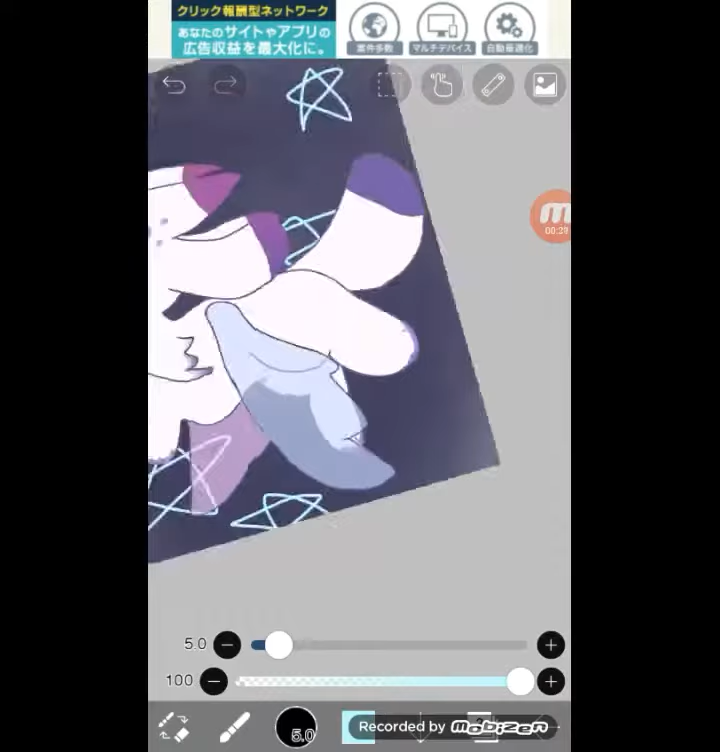 クリック報酬型ネットワーク
あなたのサイトやアプリの
広告収益を最大化に。
案件多数
マルチデバイス
自動最適化
00:29
5.0
100
5.0
Recorded by mobizen